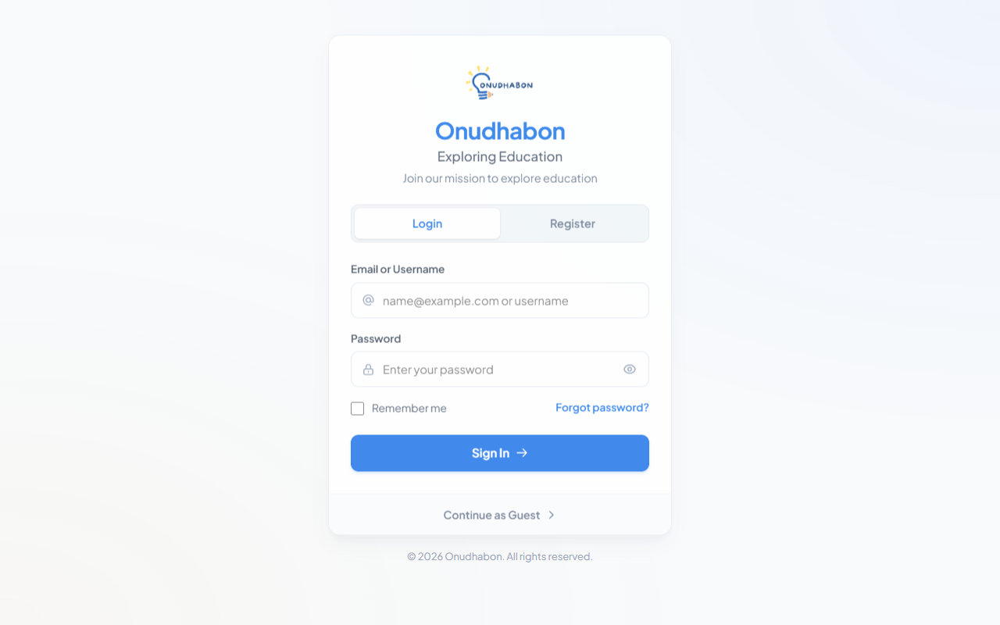 ONUDHABON
Onudhabon
Exploring Education
Join our mission to explore education
Login
Register
Email or Username
name@example.com or username
Password
Enter your password
Remember me
Forgot password?
Sign In
Continue as Guest
© 2026 Onudhabon. All rights reserved.